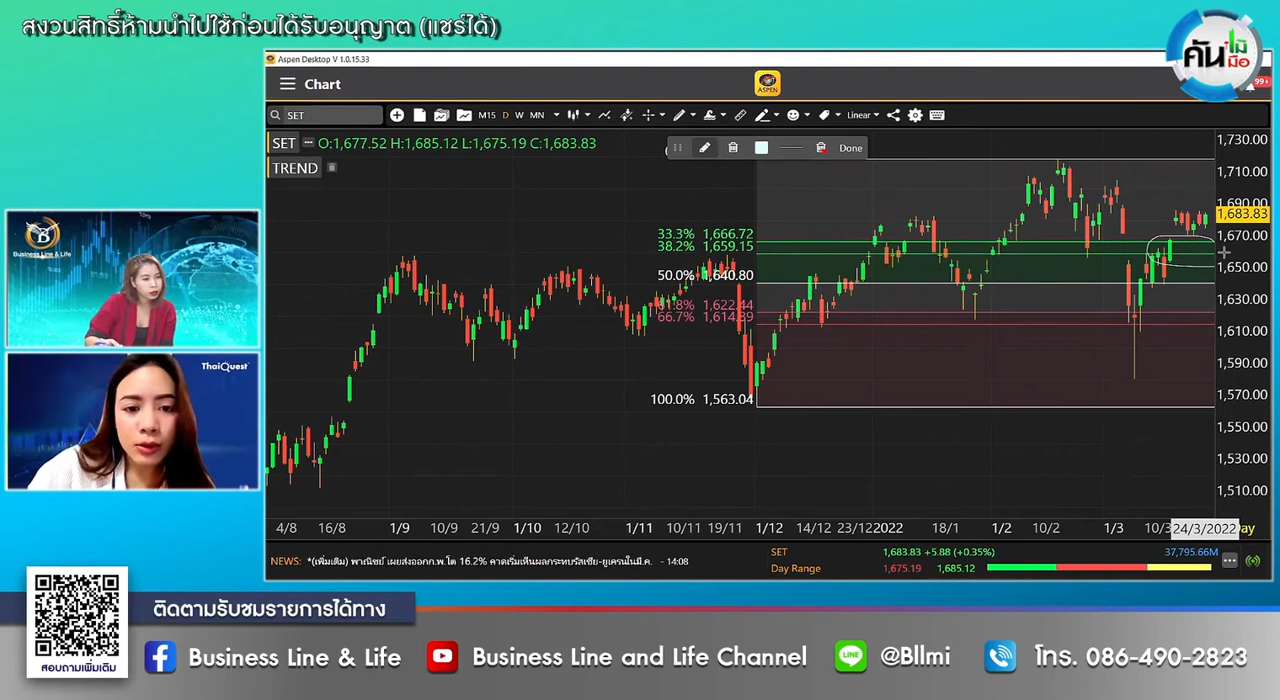 สงวนสิทธิ์ห้ามนำไปใช้ก่อนได้รับอนุญาต (แชร์ได้)
คันไม้มือ
99+
Aspen Desktop V 1.0.15.33
Chart
ASPEN
SET
M15 D W MN
Linear
SET O:1,677.52 H:1,685.12 L:1,675.19 C:1,683.83
Done
TREND
33.3% 1,666.72
38.2% 1,659.15
50.0% 1,640.80
61.8% 1,622.44
66.7% 1,614.89
100.0% 1,563.04
1,730.00
1,710.00
1,690.00
1,683.83
1,670.00
1,650.00
1,630.00
1,610.00
1,590.00
1,570.00
1,550.00
1,530.00
1,510.00
4/8 16/8 1/9 10/9 21/9 1/10 12/10 1/11 10/11 19/11 1/12 14/12 23/12 2022 18/1 1/2 10/2 1/3 10/3 24/3/2022
NEWS: *(เพิ่มเติม) พาณิชย์ เผยส่งออกก.พ.โต 16.2% คาดเริ่มเห็นผลกระทบรัสเซีย-ยูเครนในมี.ค. - 14:08
SET 1,683.83 +5.88 (+0.35%) 37,795.66M
Day Range 1,675.19 1,685.12
Business Line & Life
ThaiQuest
สอบถามเพิ่มเติม
ติดตามรับชมรายการได้ทาง
Business Line & Life
Business Line and Life Channel
LINE
@Bllmi
โทร. 086-490-2823